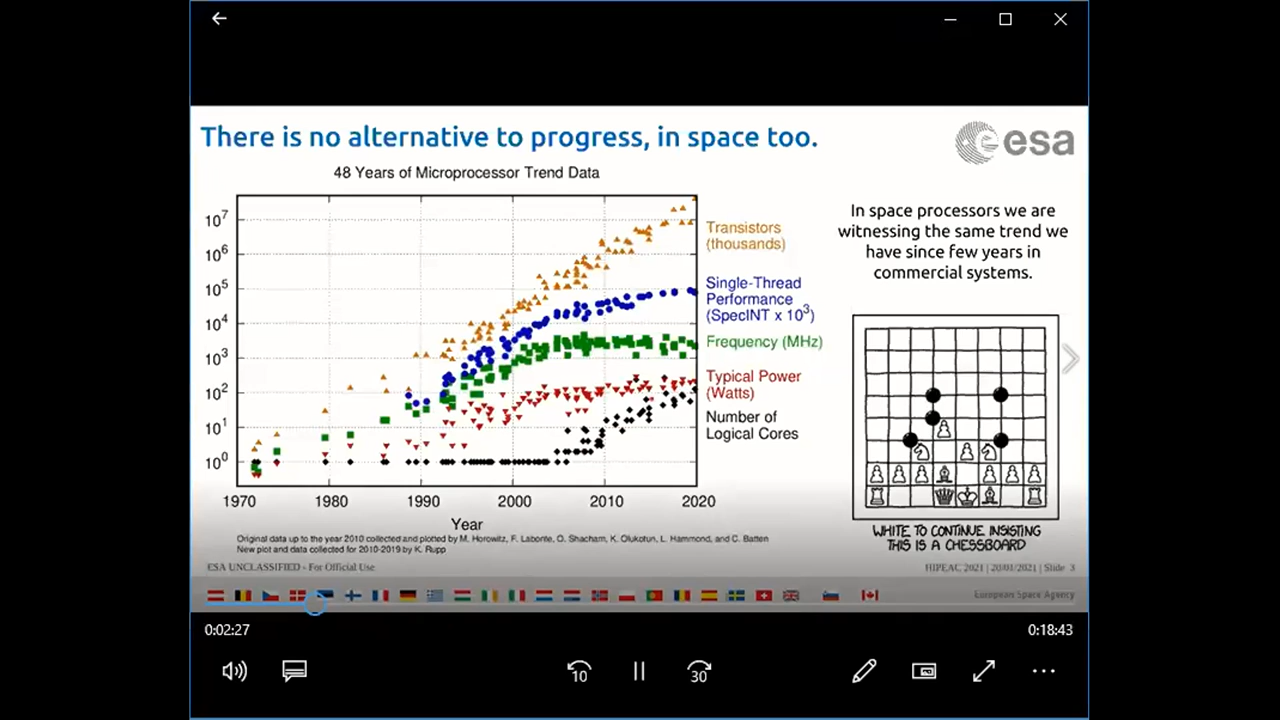 There is no alternative to progress, in space too.
esa
48 Years of Microprocessor Trend Data
10^7
10^6
10^5
10^4
10^3
10^2
10^1
10^0
1970 1980 1990 2000 2010 2020
Year
Transistors
(thousands)
Single-Thread
Performance
(SpecINT x 10^3)
Frequency (MHz)
Typical Power
(Watts)
Number of
Logical Cores
In space processors we are
witnessing the same trend we
have since few years in
commercial systems.
WHITE TO CONTINUE INSISTING
THIS IS A CHESSBOARD
Original data up to the year 2010 collected and plotted by M. Horowitz, F. Labonte, O. Shacham, K. Olukotun, L. Hammond, and C. Batten
New plot and data collected for 2010-2019 by K. Rupp
ESA UNCLASSIFIED - For Official Use
HIPEAC 2021 | 20/01/2021 | Slide 3
European Space Agency
0:02:27
0:18:43
10
30